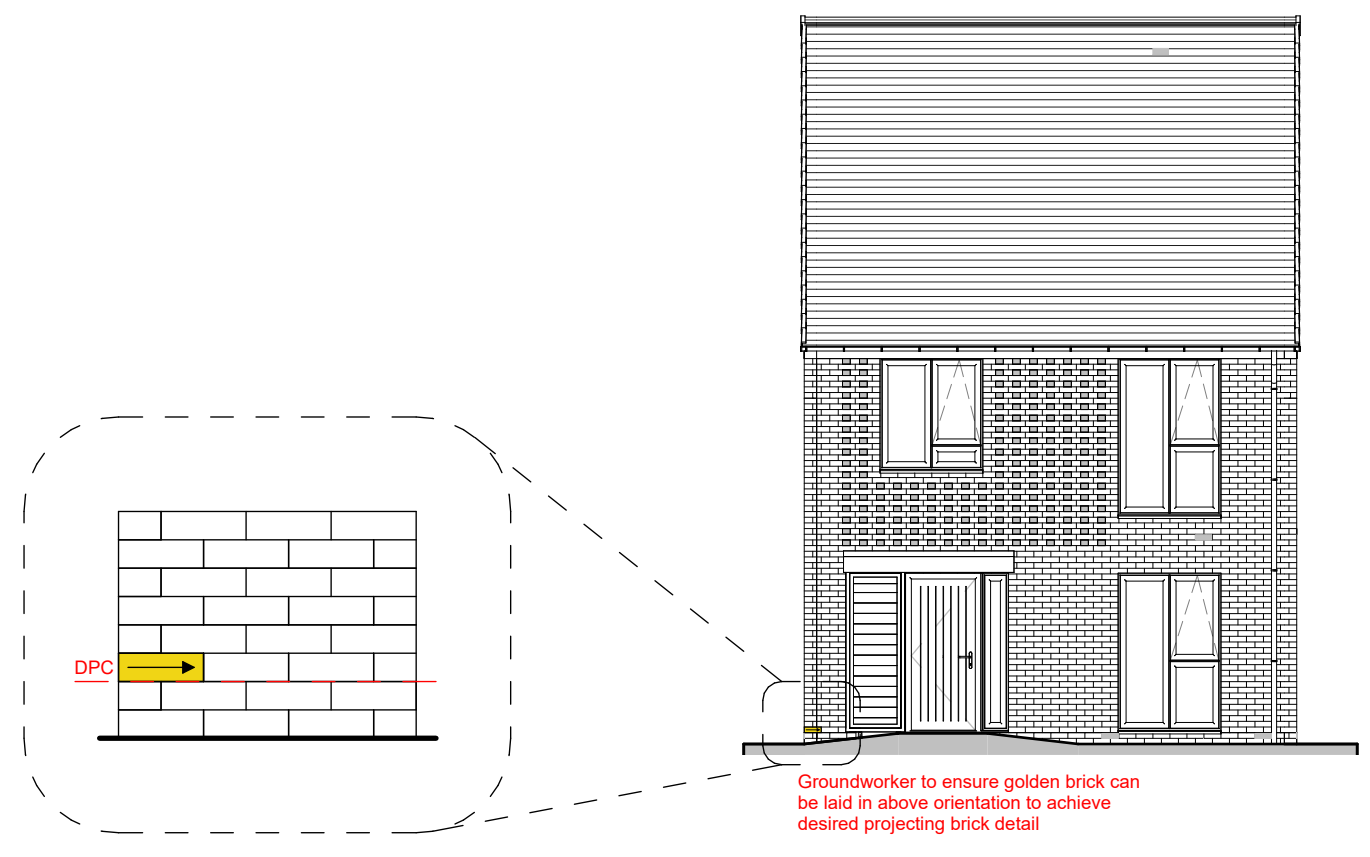 DPC
Groundworker to ensure golden brick can
be laid in above orientation to achieve
desired projecting brick detail